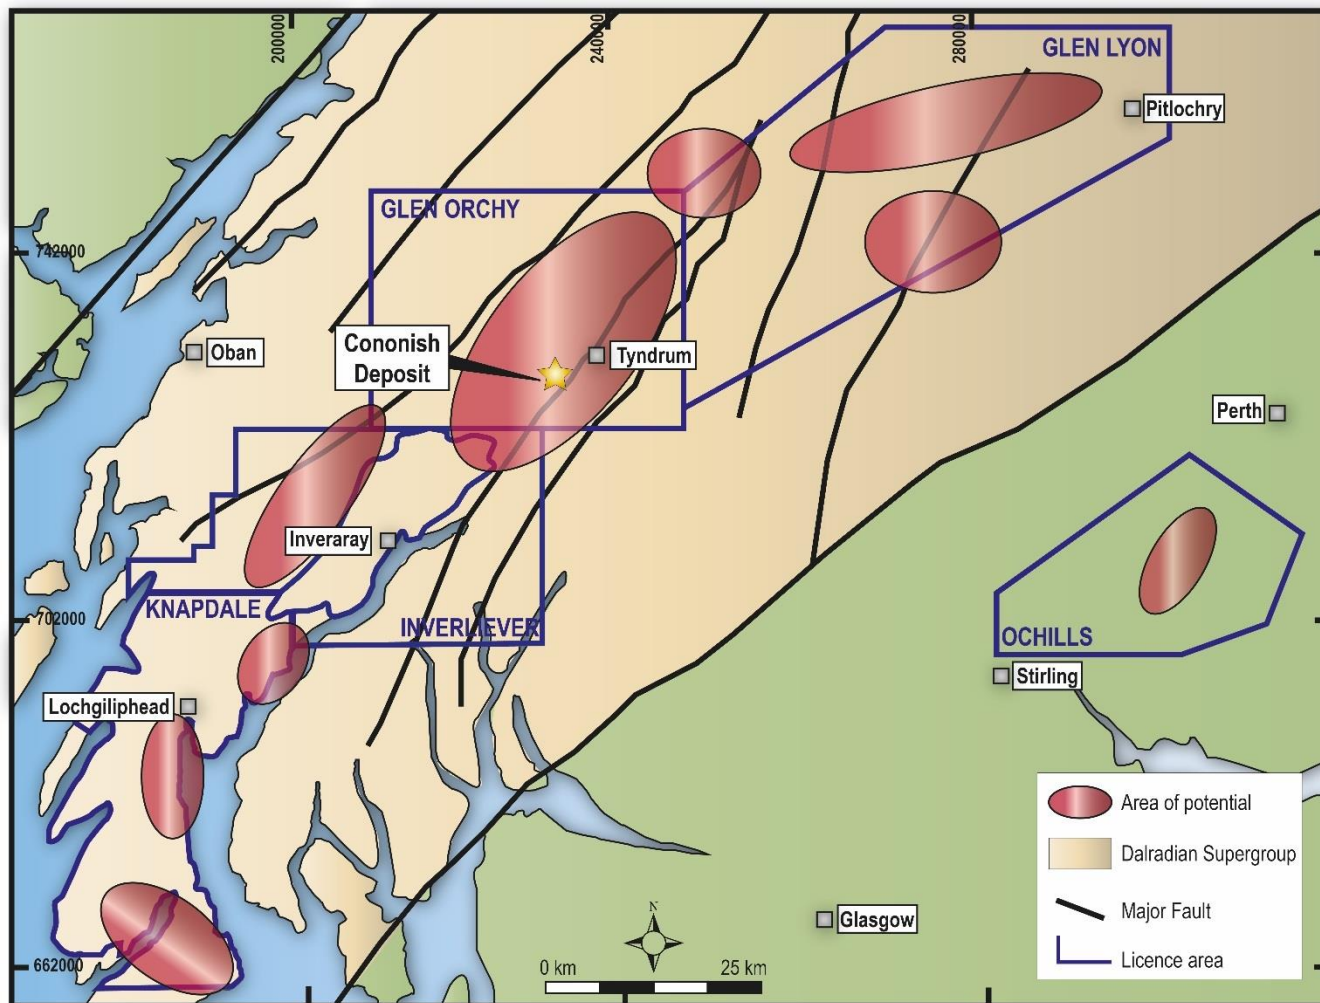 200000
240000
280000
GLEN LYON
Pitlochry
GLEN ORCHY
742000
Cononish
Deposit
Oban
Tyndrum
Perth
Inveraray
KNAPDALE
702000
INVERLIEVER
OCHILLS
Stirling
Lochgiliphead
Area of potential
Dalradian Supergroup
Major Fault
Licence area
Glasgow
N
662000
0 km
25 km